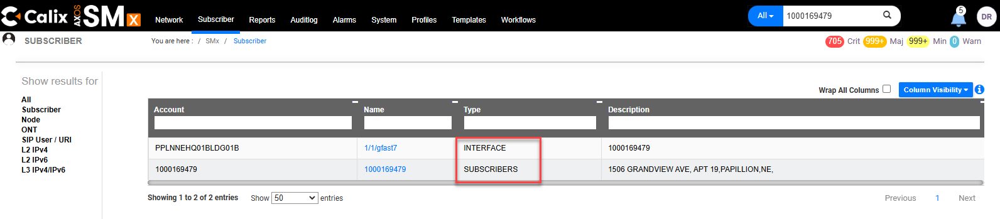 Calix AXOS SMx Network Subscriber Reports Auditlog Alarms System Profiles Templates Workflows All 1000169479 5 DR
SUBSCRIBER You are here : / SMx / Subscriber 705 Crit 999+ Maj 999+ Min 0 Warn
Show results for
All
Subscriber
Node
ONT
SIP User / URI
L2 IPv4
L2 IPv6
L3 IPv4/IPv6
Wrap All Columns Column Visibility i
Account Name Type Description
PPLNNEHQ01BLDG01B 1/1/gfast7 INTERFACE 1000169479
1000169479 1000169479 SUBSCRIBERS 1506 GRANDVIEW AVE, APT 19,PAPILLION,NE,
Showing 1 to 2 of 2 entries Show 50 entries Previous 1 Next